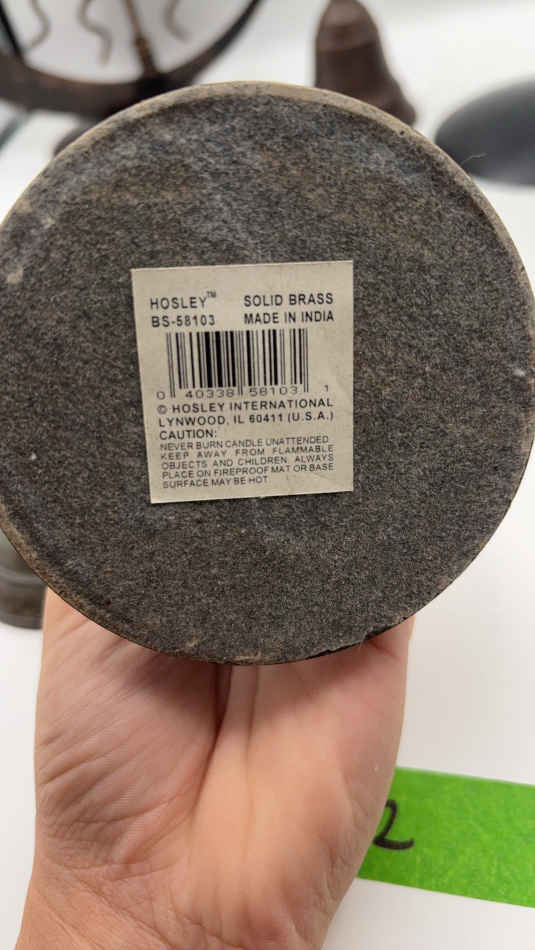 HOSLEY™ SOLID BRASS
BS-58103 MADE IN INDIA
0 40338 58103 1
© HOSLEY INTERNATIONAL
LYNWOOD, IL 60411 (U.S.A.)
CAUTION:
NEVER BURN CANDLE UNATTENDED
KEEP AWAY FROM FLAMMABLE
OBJECTS AND CHILDREN. ALWAYS
PLACE ON FIREPROOF MAT OR BASE
SURFACE MAY BE HOT
2